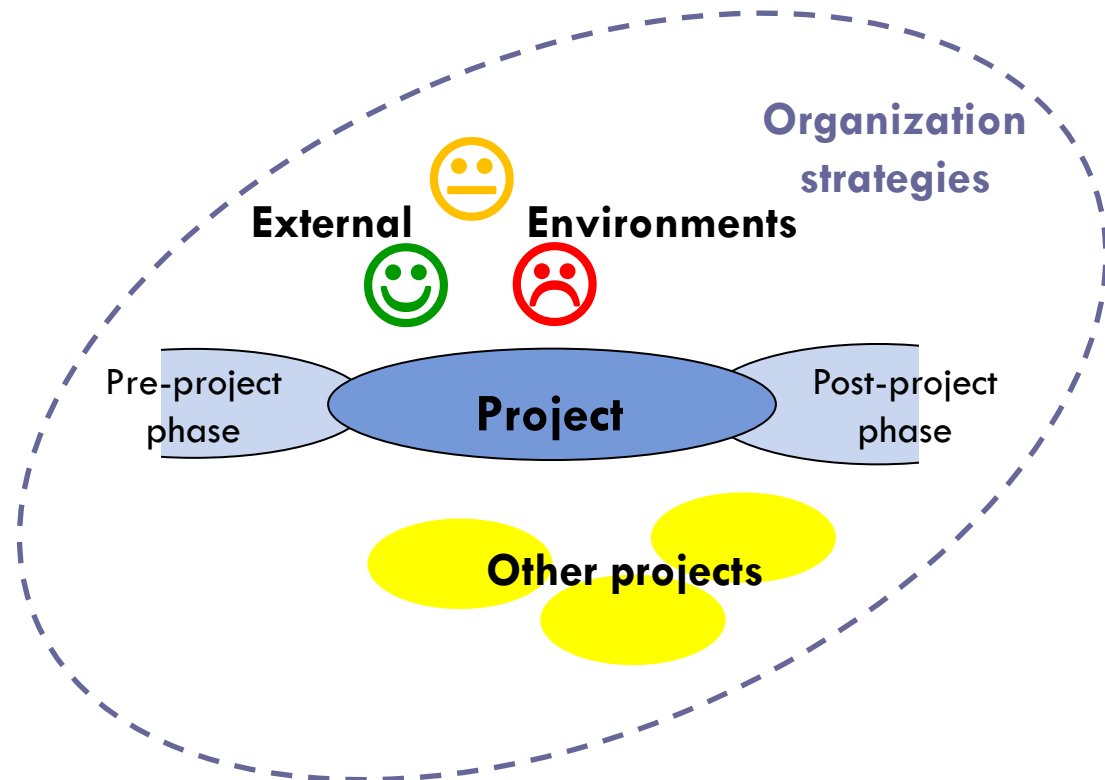 Organization
strategies
External Environments
Pre-project
phase
Project
Post-project
phase
Other projects